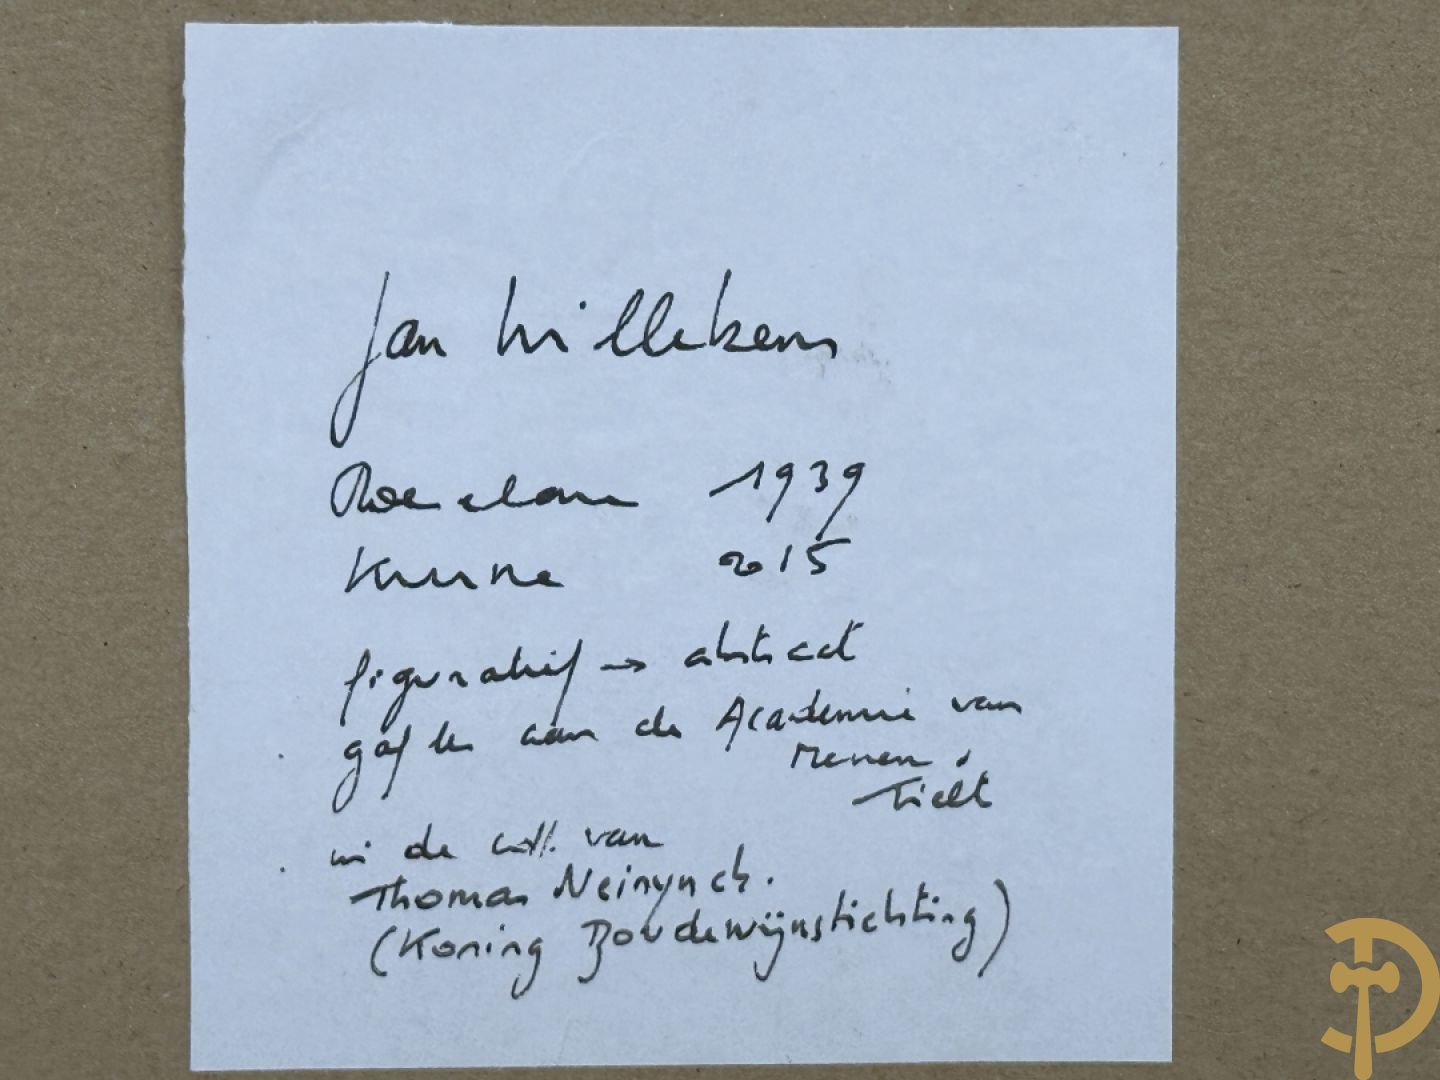 Jan Willekens
Roeselare 1939
Kuurne 2015
figuratief → abstract
gaf les aan de Academie van
Menen,
Tielt
in de coll. van
Thomas Neirynck.
(Koning Boudewijnstichting)